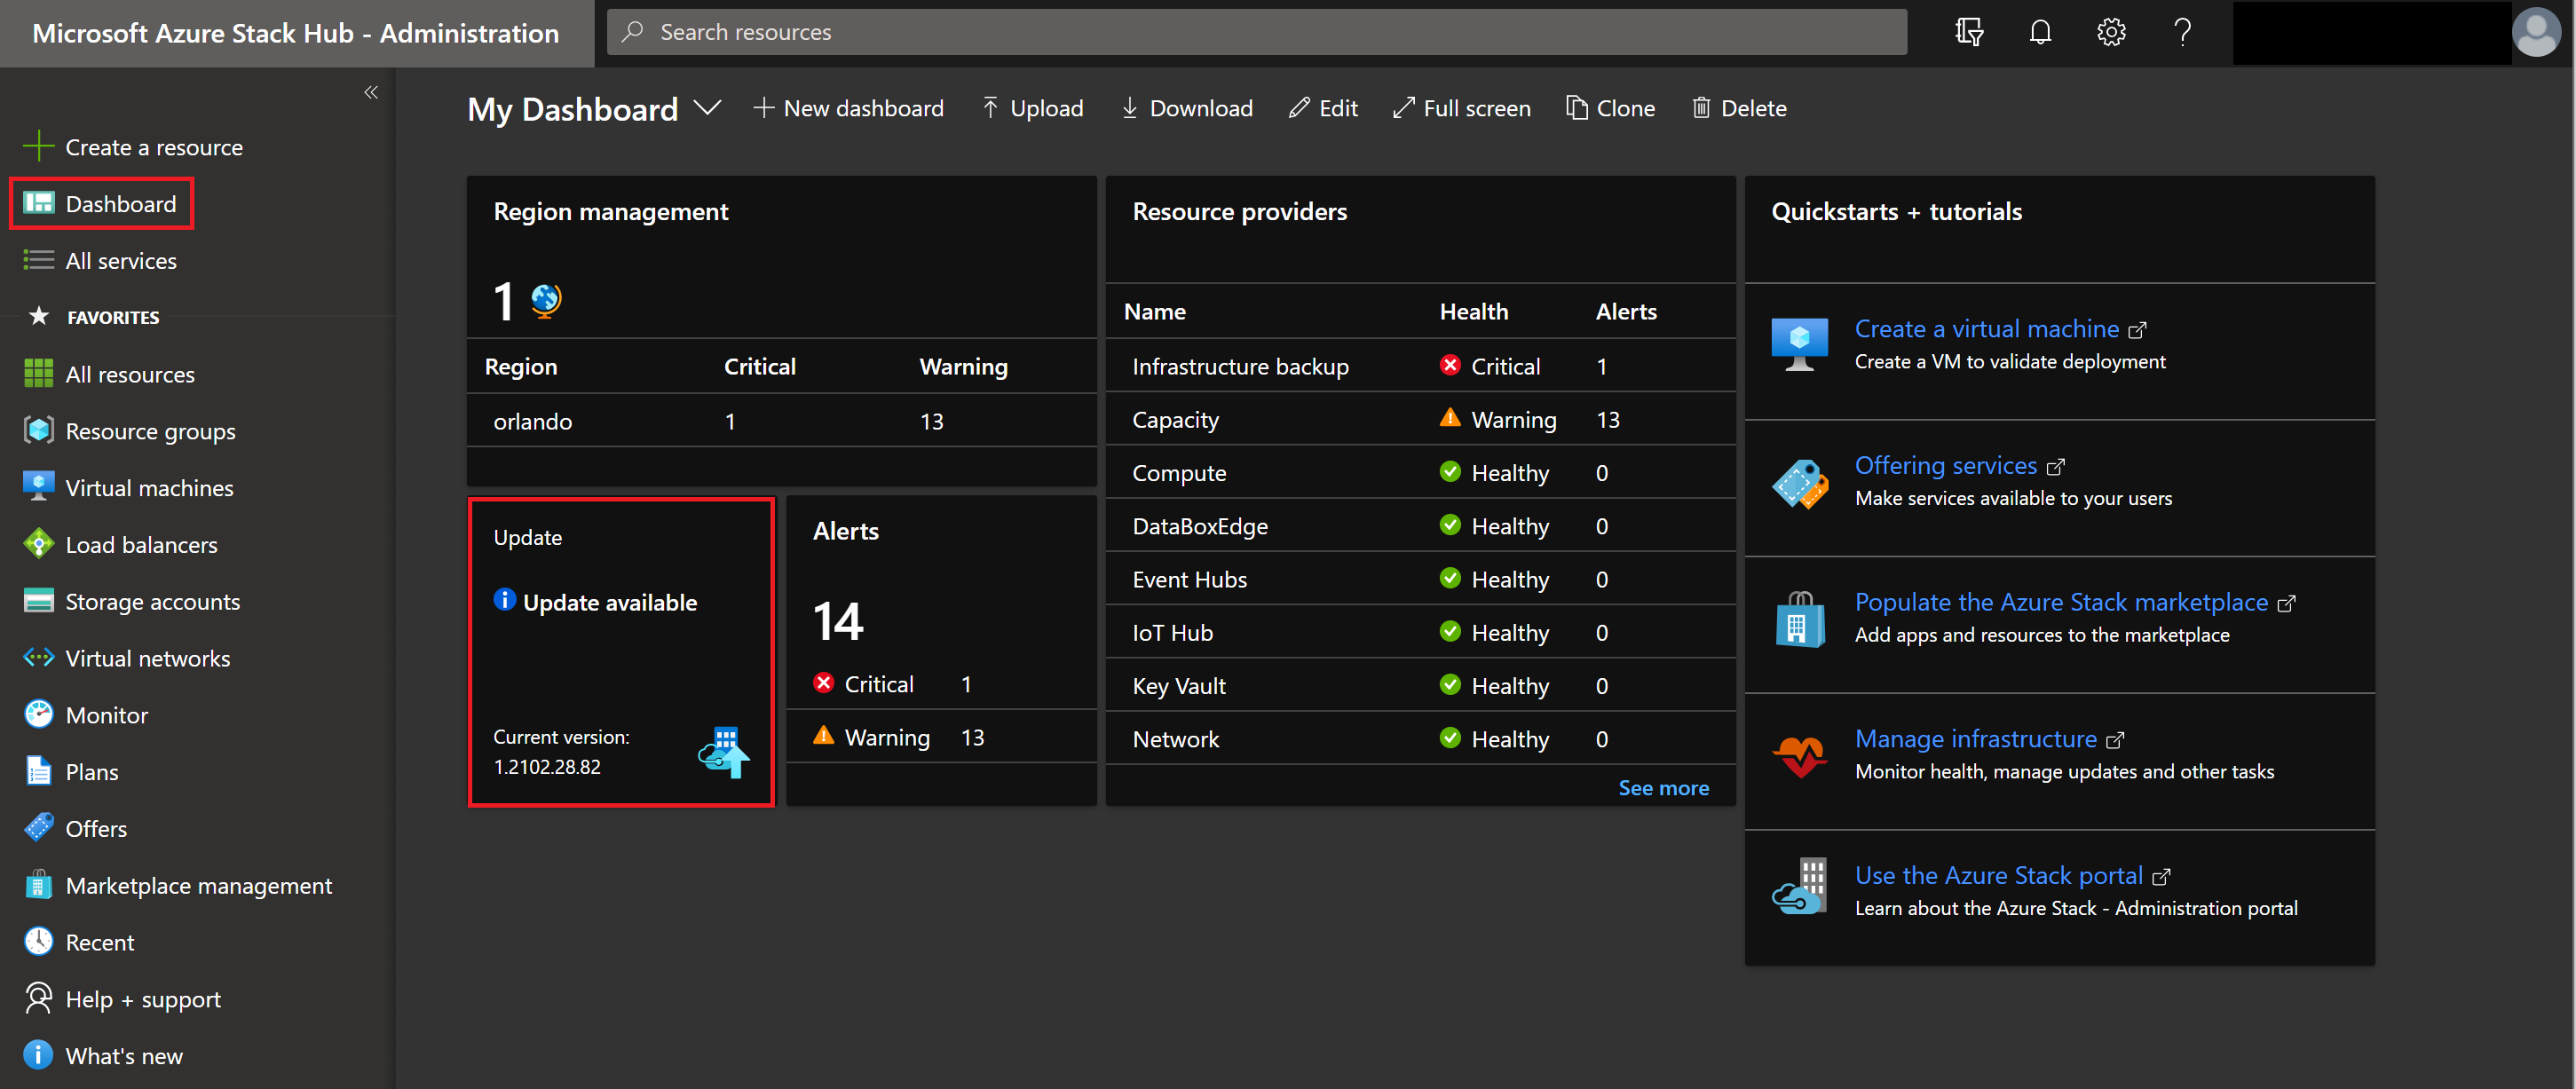 Microsoft Azure Stack Hub - Administration
Search resources
Create a resource
Dashboard
All services
FAVORITES
All resources
Resource groups
Virtual machines
Load balancers
Storage accounts
Virtual networks
Monitor
Plans
Offers
Marketplace management
Recent
Help + support
What's new
My Dashboard
New dashboard
Upload
Download
Edit
Full screen
Clone
Delete
Region management
1
Region Critical Warning
orlando 1 13
Update
Update available
Current version:
1.2102.28.82
Alerts
14
Critical 1
Warning 13
Resource providers
Name Health Alerts
Infrastructure backup Critical 1
Capacity Warning 13
Compute Healthy 0
DataBoxEdge Healthy 0
Event Hubs Healthy 0
IoT Hub Healthy 0
Key Vault Healthy 0
Network Healthy 0
See more
Quickstarts + tutorials
Create a virtual machine
Create a VM to validate deployment
Offering services
Make services available to your users
Populate the Azure Stack marketplace
Add apps and resources to the marketplace
Manage infrastructure
Monitor health, manage updates and other tasks
Use the Azure Stack portal
Learn about the Azure Stack - Administration portal